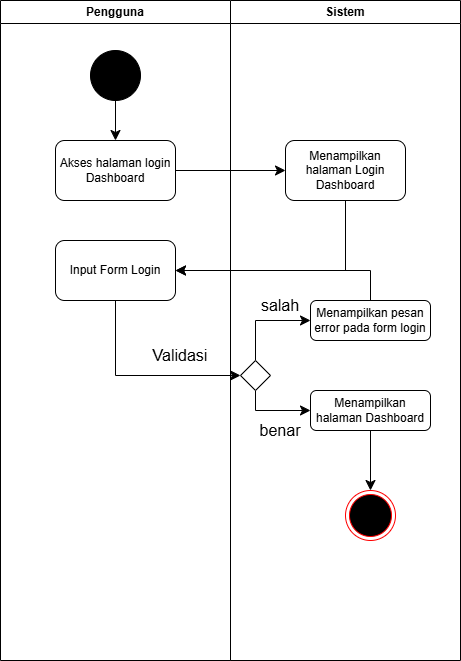 Pengguna
Sistem
Akses halaman login
Dashboard
Menampilkan
halaman Login
Dashboard
Input Form Login
salah
Menampilkan pesan
error pada form login
Validasi
benar
Menampilkan
halaman Dashboard